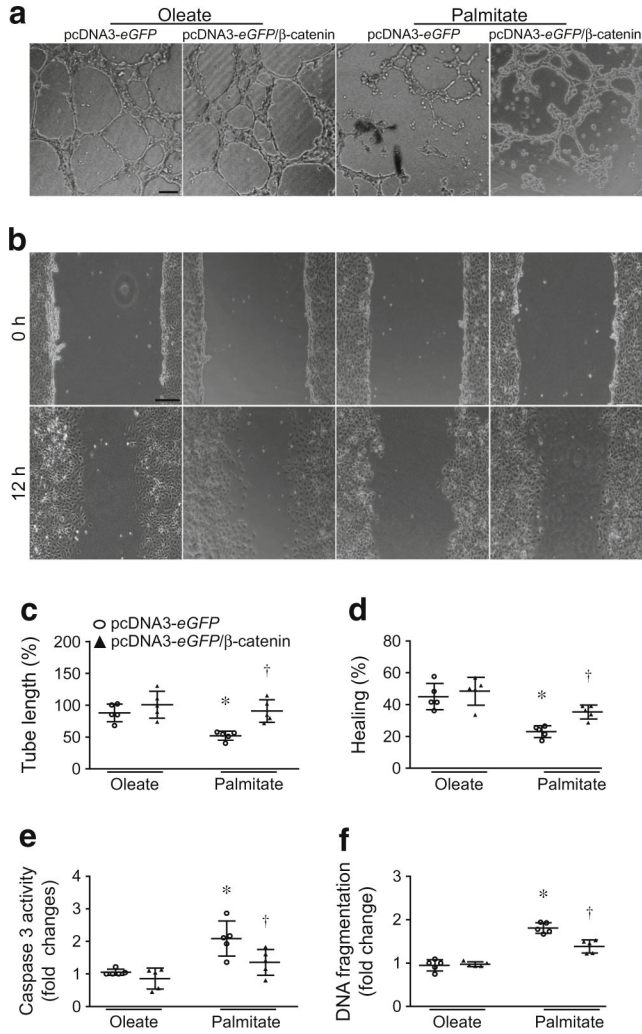 a
Oleate Palmitate
pcDNA3-eGFP pcDNA3-eGFP/β-catenin pcDNA3-eGFP pcDNA3-eGFP/β-catenin
b
0 h
12 h
c
pcDNA3-eGFP
pcDNA3-eGFP/β-catenin
Tube length (%)
200
150
100
50
0
*
†
Oleate Palmitate
d
Healing (%)
80
60
40
20
0
*
†
Oleate Palmitate
e
Caspase 3 activity
(fold changes)
4
3
2
1
0
*
†
Oleate Palmitate
f
DNA fragmentation
(fold change)
3
2
1
0
*
†
Oleate Palmitate